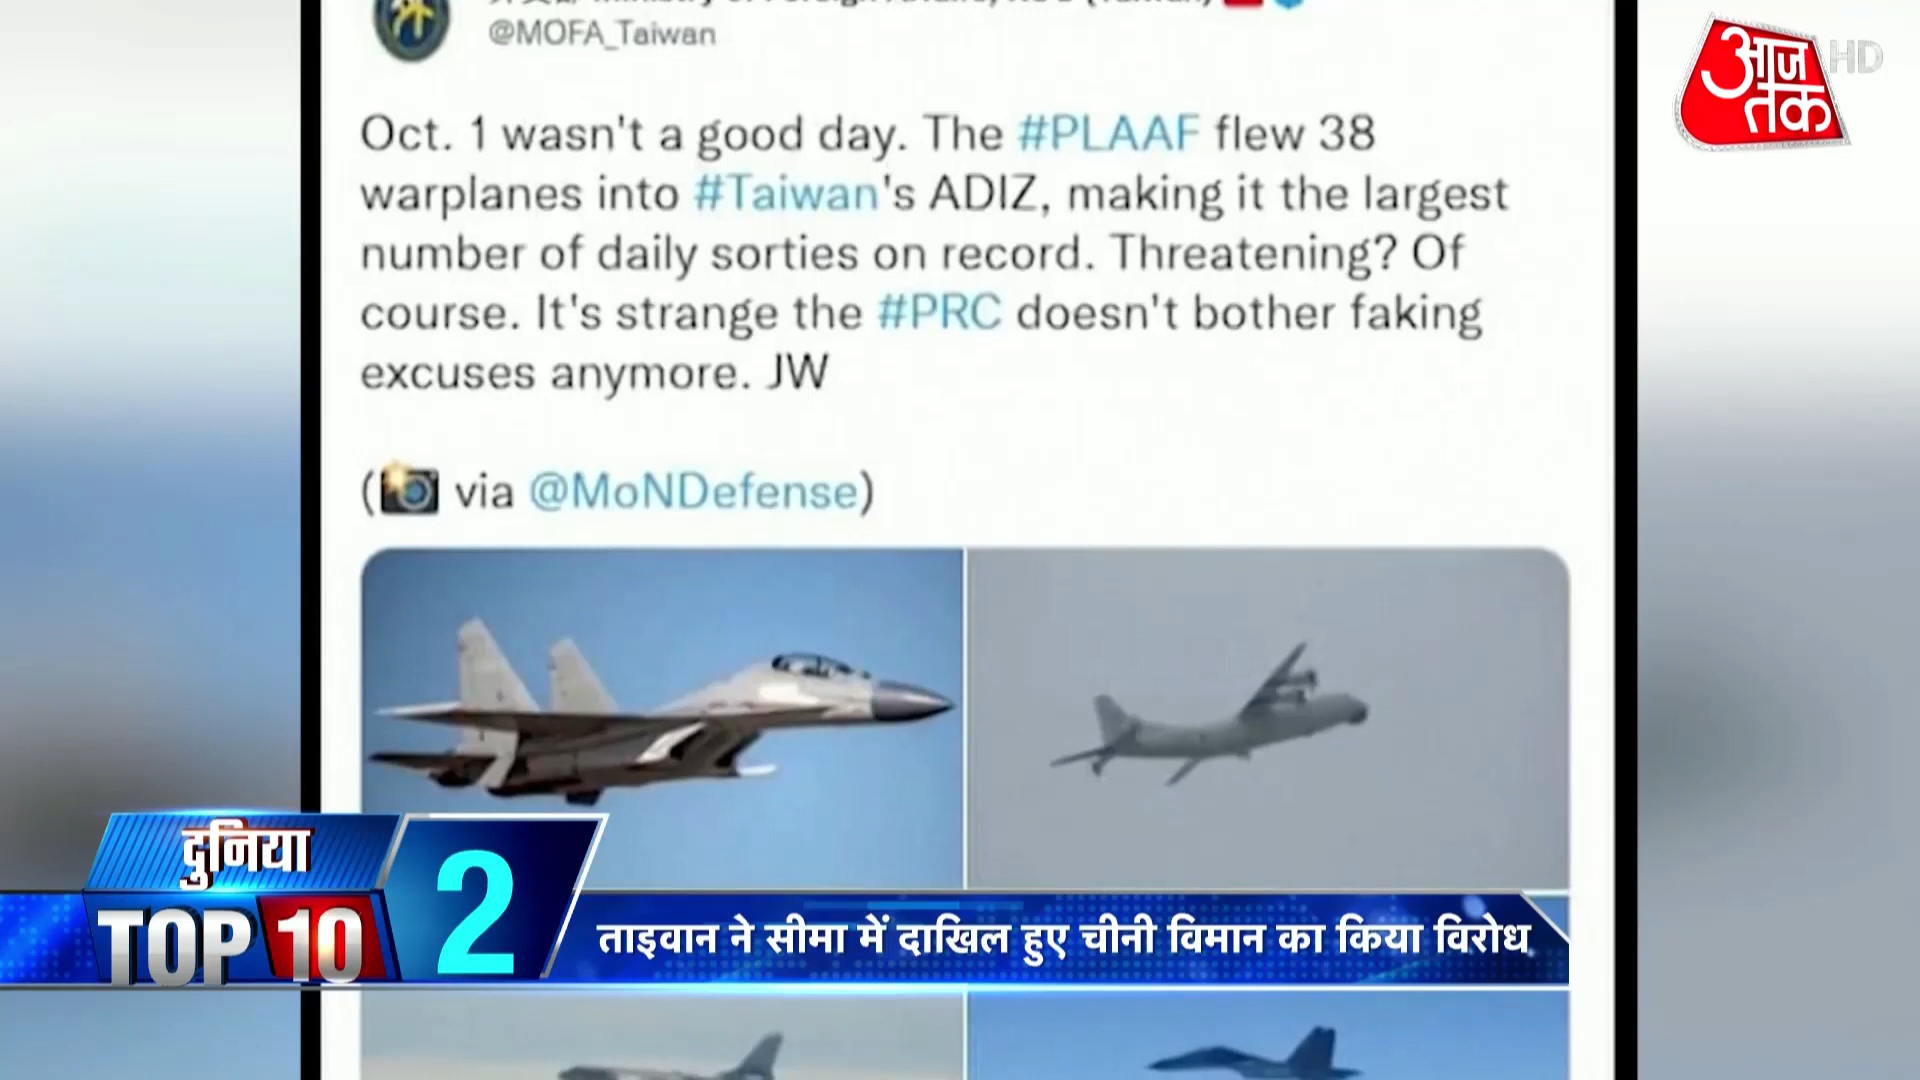 @MOFA_Taiwan
आज तक HD
Oct. 1 wasn't a good day. The #PLAAF flew 38
warplanes into #Taiwan's ADIZ, making it the largest
number of daily sorties on record. Threatening? Of
course. It's strange the #PRC doesn't bother faking
excuses anymore. JW
(📸 via @MoNDefense)
दुनिया
TOP 10
2
ताइवान ने सीमा में दाखिल हुए चीनी विमान का किया विरोध